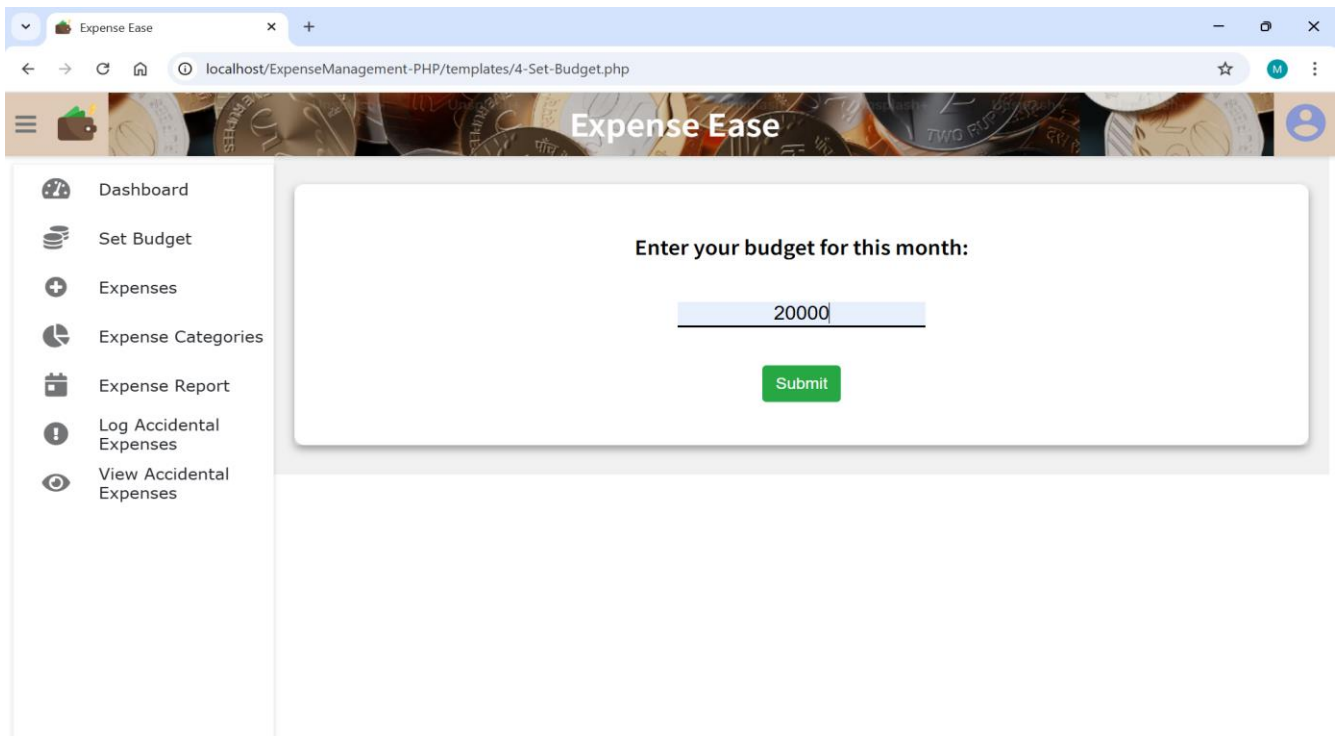 Expense Ease
localhost/ExpenseManagement-PHP/templates/4-Set-Budget.php
M
Expense Ease
TWO
Dashboard
Set Budget
Expenses
Expense Categories
Expense Report
Log Accidental
Expenses
View Accidental
Expenses
Enter your budget for this month:
20000
Submit